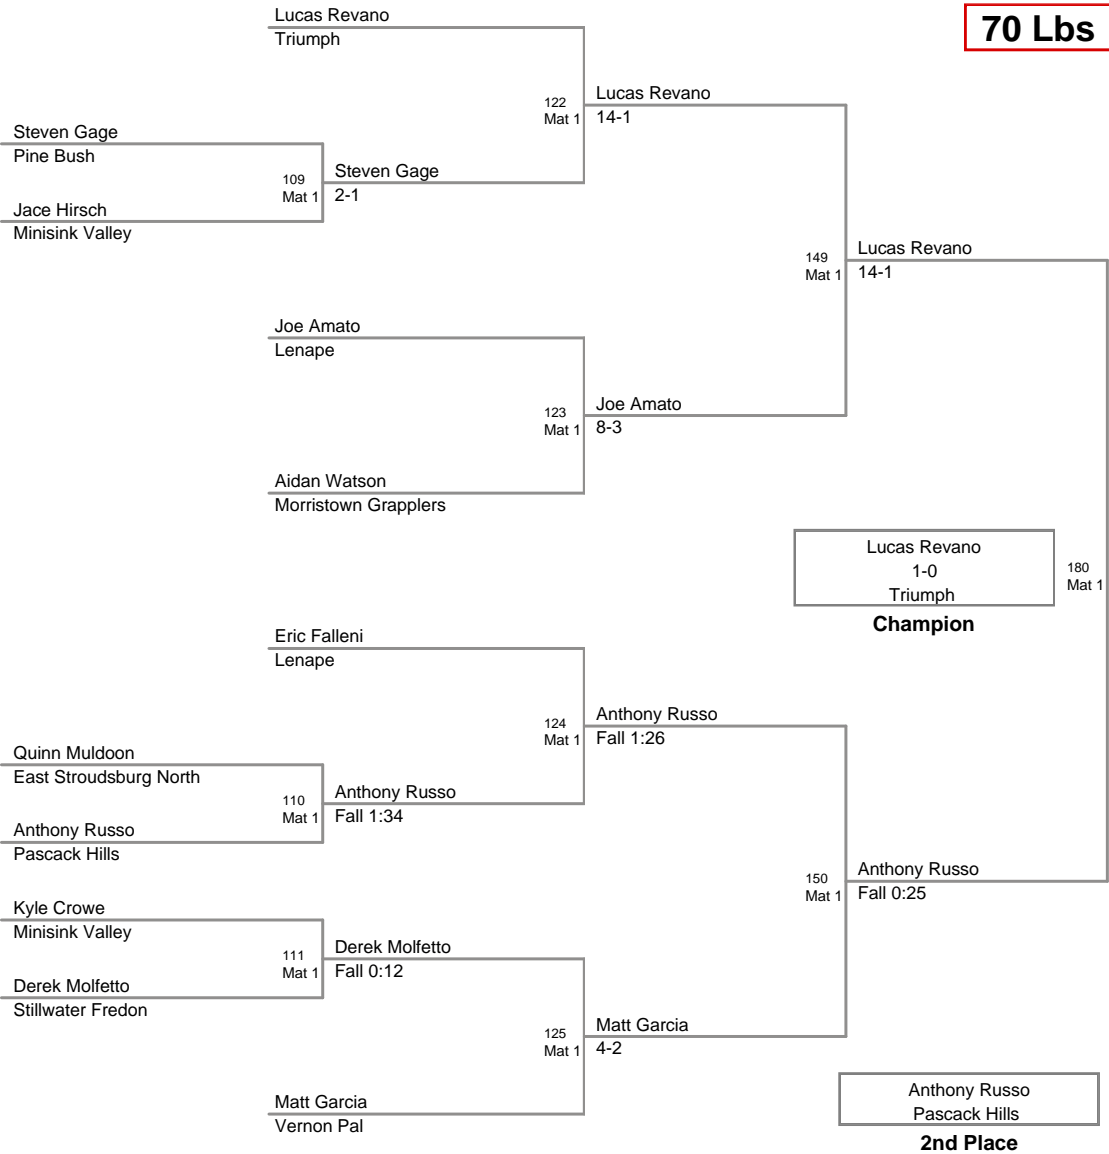 70 Lbs
Lucas Revano
Triumph
122
Mat 1
Lucas Revano
14-1
Steven Gage
Pine Bush
109
Mat 1
Steven Gage
2-1
Jace Hirsch
Minisink Valley
149
Mat 1
Lucas Revano
14-1
Joe Amato
Lenape
123
Mat 1
Joe Amato
8-3
Aidan Watson
Morristown Grapplers
Lucas Revano
1-0
Triumph
Champion
180
Mat 1
Eric Falleni
Lenape
124
Mat 1
Anthony Russo
Fall 1:26
Quinn Muldoon
East Stroudsburg North
110
Mat 1
Anthony Russo
Fall 1:34
Anthony Russo
Pascack Hills
150
Mat 1
Anthony Russo
Fall 0:25
Kyle Crowe
Minisink Valley
111
Mat 1
Derek Molfetto
Fall 0:12
Derek Molfetto
Stillwater Fredon
125
Mat 1
Matt Garcia
4-2
Matt Garcia
Vernon Pal
Anthony Russo
Pascack Hills
2nd Place